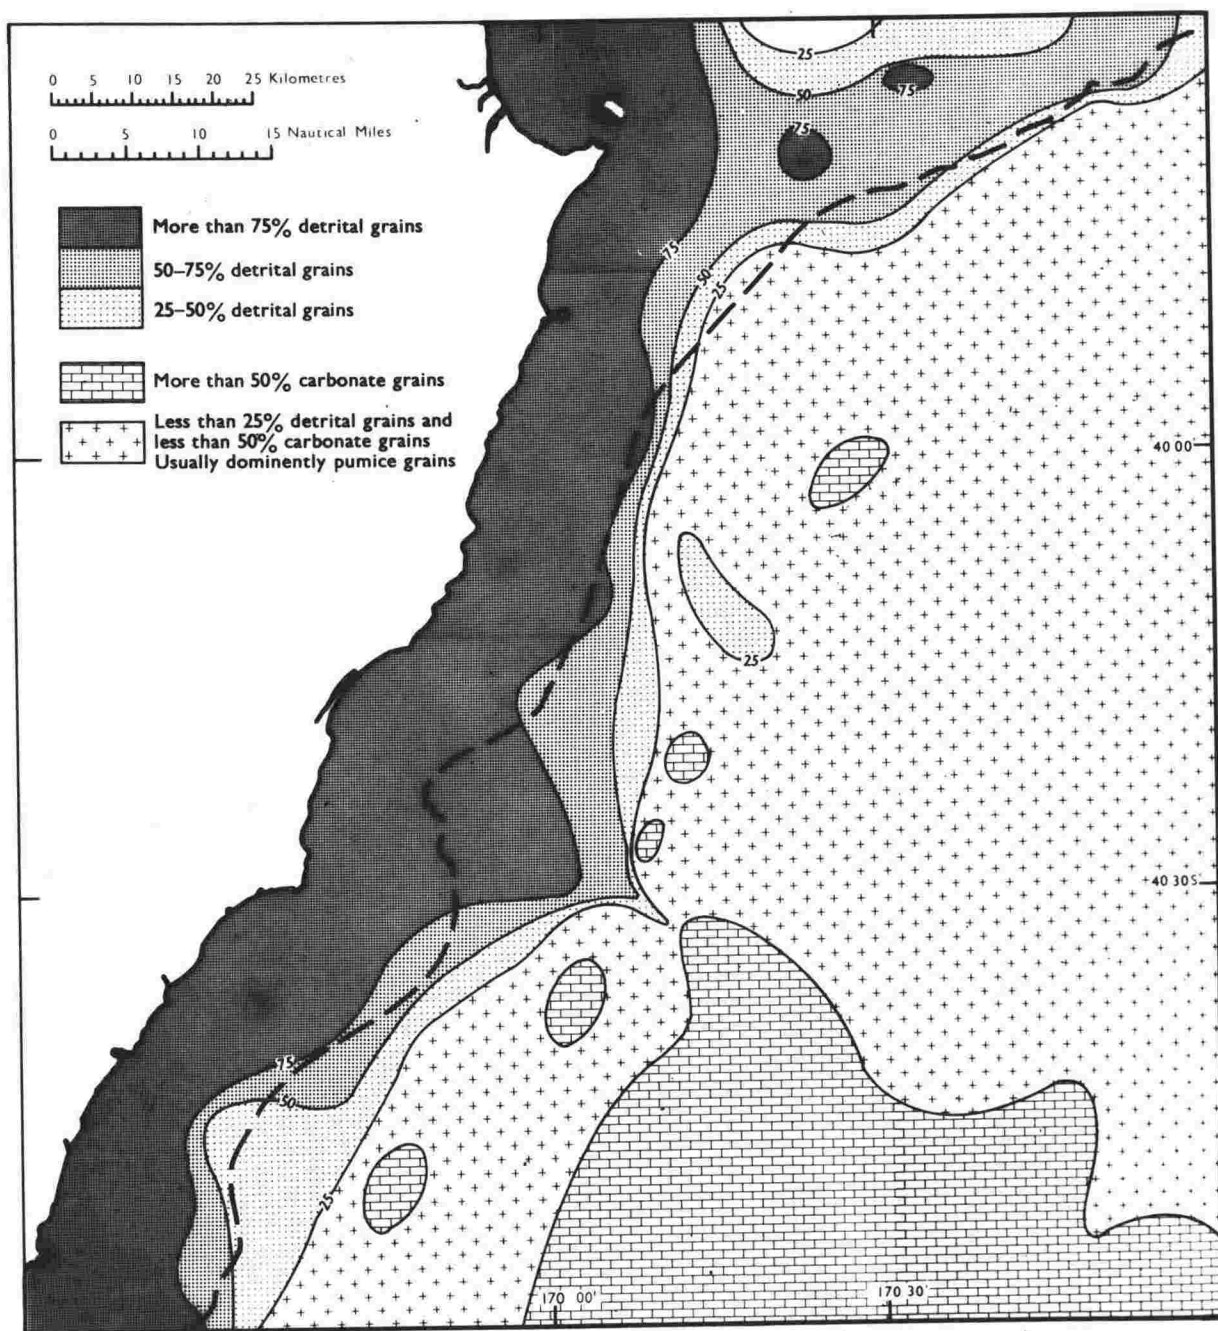 0 5 10 15 20 25 Kilometres
0 5 10 15 Nautical Miles
More than 75% detrital grains
50–75% detrital grains
25–50% detrital grains
More than 50% carbonate grains
Less than 25% detrital grains and
less than 50% carbonate grains
Usually dominently pumice grains
25
50
75
75
75
50
25
40 00'
25
40 30S
75
50
25
170 00'
170 30'